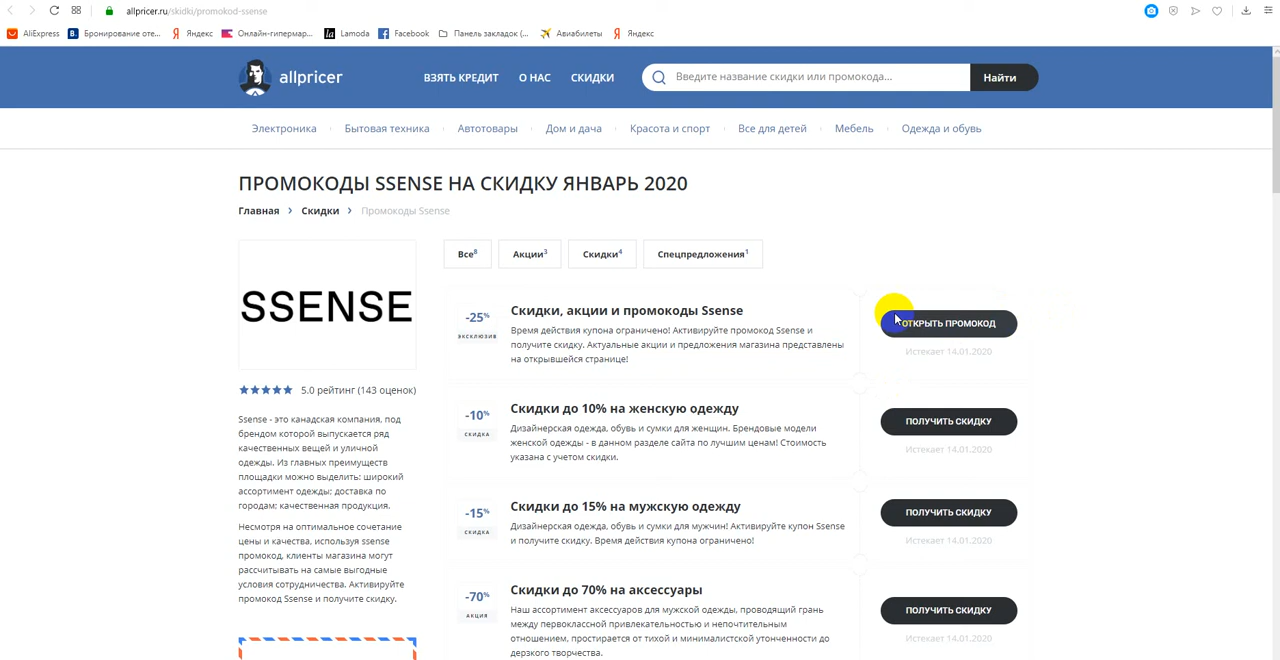 allpricer.ru/skidki/promokod-ssense
AliExpress
B.
Бронирование оте...
Я
Яндекс
Онлайн-гипермар...
la
Lamoda
Facebook
Панель закладок (...
Авиабилеты
Я
Яндекс
allpricer
ВЗЯТЬ КРЕДИТ
О НАС
СКИДКИ
Введите название скидки или промокода...
Найти
Электроника
Бытовая техника
Автотовары
Дом и дача
Красота и спорт
Все для детей
Мебель
Одежда и обувь
ПРОМОКОДЫ SSENSE НА СКИДКУ ЯНВАРЬ 2020
Главная
Скидки
Промокоды Ssense
SSENSE
5.0 рейтинг (143 оценок)
Ssense - это канадская компания, под
брендом которой выпускается ряд
качественных вещей и уличной
одежды. Из главных преимуществ
площадки можно выделить: широкий
ассортимент одежды; доставка по
городам; качественная продукция.
Несмотря на оптимальное сочетание
цены и качества, используя ssense
промокод, клиенты магазина могут
рассчитывать на самые выгодные
условия сотрудничества. Активируйте
промокод Ssense и получите скидку.
Все8
Акции3
Скидки4
Спецпредложения1
-25%
ЭКСКЛЮЗИВ
Скидки, акции и промокоды Ssense
Время действия купона ограничено! Активируйте промокод Ssense и
получите скидку. Актуальные акции и предложения магазина представлены
на открывшейся странице!
ОТКРЫТЬ ПРОМОКОД
Истекает 14.01.2020
-10%
СКИДКА
Скидки до 10% на женскую одежду
Дизайнерская одежда, обувь и сумки для женщин. Брендовые модели
женской одежды - в данном разделе сайта по лучшим ценам! Стоимость
указана с учетом скидки.
ПОЛУЧИТЬ СКИДКУ
Истекает 14.01.2020
-15%
СКИДКА
Скидки до 15% на мужскую одежду
Дизайнерская одежда, обувь и сумки для мужчин! Активируйте купон Ssense
и получите скидку. Время действия купона ограничено!
ПОЛУЧИТЬ СКИДКУ
Истекает 14.01.2020
-70%
АКЦИЯ
Скидки до 70% на аксессуары
Наш ассортимент аксессуаров для мужской одежды, проводящий грань
между первоклассной привлекательностью и непочтительным
отношением, простирается от тихой и минималистской утонченности до
дерзкого творчества.
ПОЛУЧИТЬ СКИДКУ
Истекает 14.01.2020